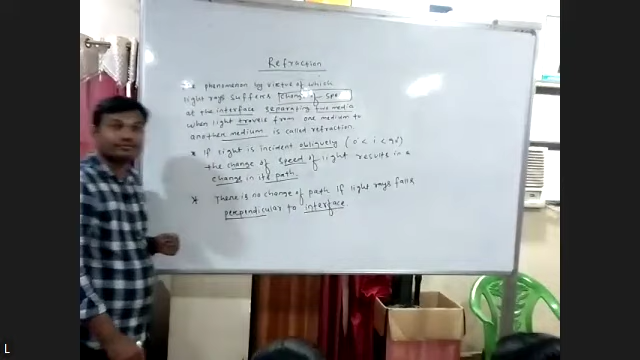 Refraction
phenomenon by virtue of which
light rays suffers change of spe
at the interface separating two media
when light travels from one medium to
another medium is called refraction.
* If light is incident obliquely (0 < i < 90°)
the change of speed of light results in a
change in its path.
* There is no change of path if light rays falls
perpendicular to interface
L